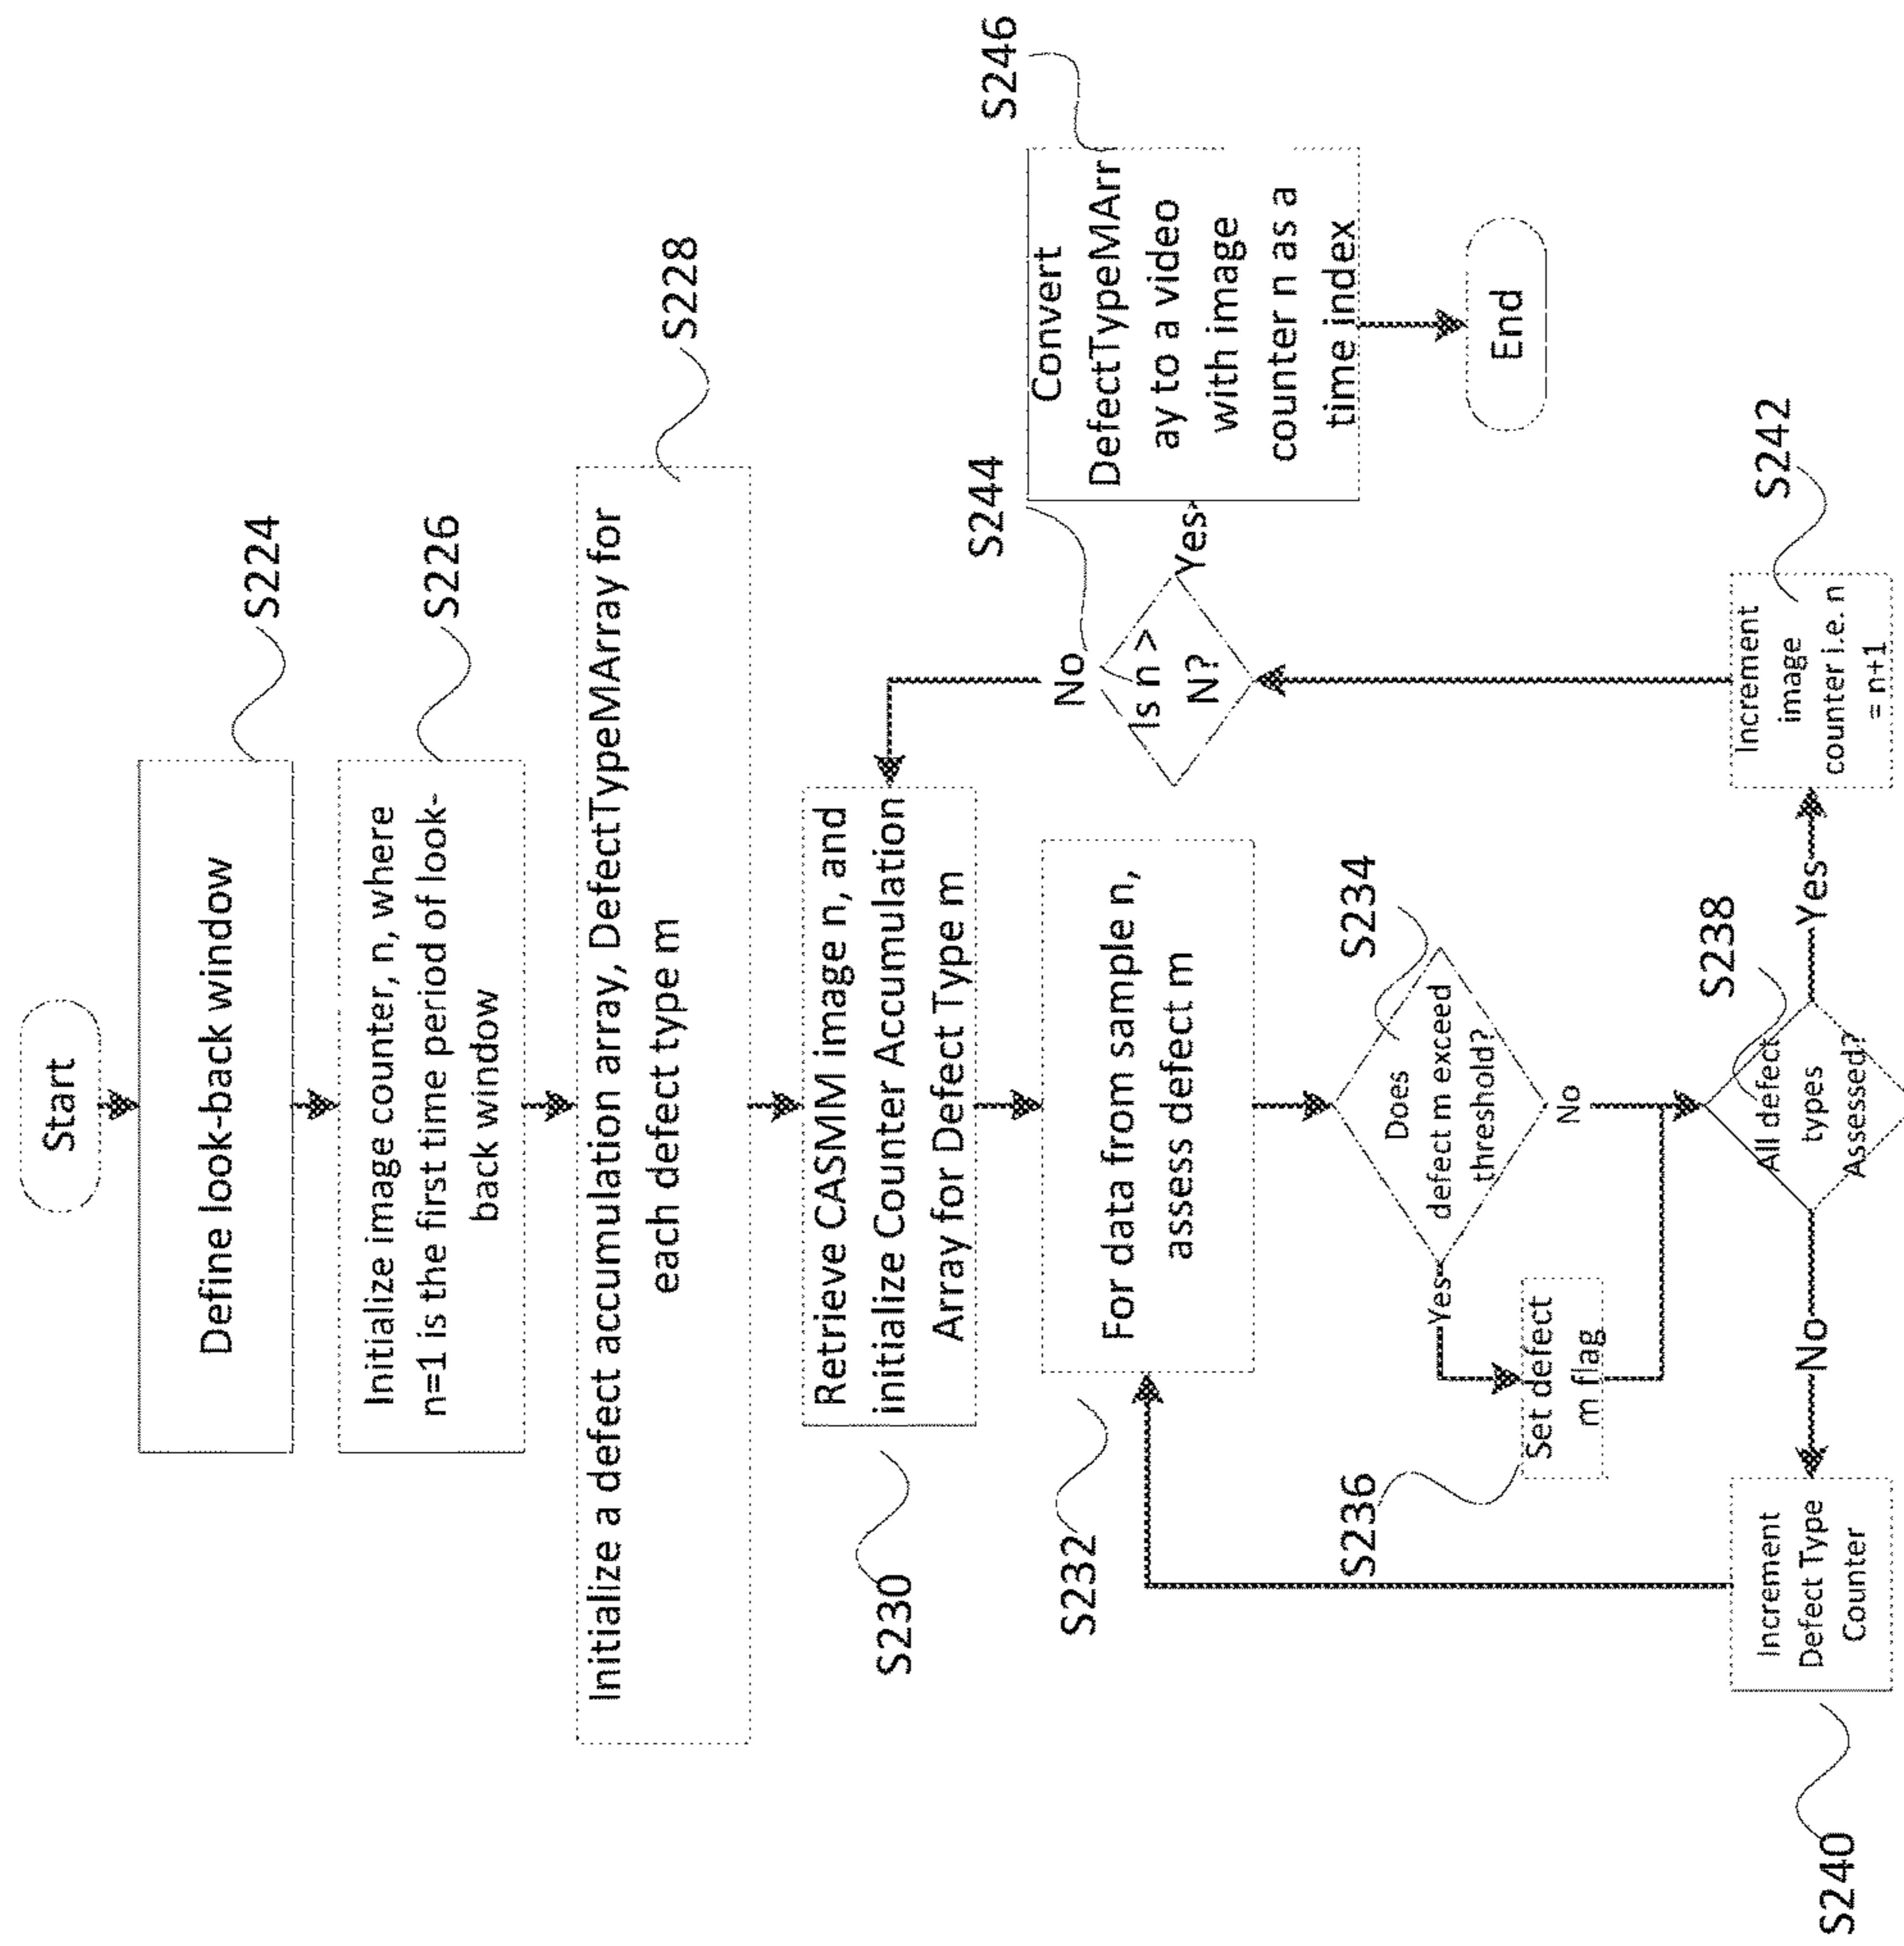 Start
Define look-back window
S224
Initialize image counter, n, where
n=1 is the first time period of look-
back window
S226
Initialize a defect accumulation array, DefectTypeMArray for
each defect type m
S228
Retrieve CASMM image n, and
initialize Counter Accumulation
Array for Defect Type m
S230
For data from sample n,
assess defect m
S232
Does
defect m exceed
threshold?
S234
Yes
No
Set defect
m flag
S236
All defect
types
Assessed?
S238
No
Yes
Increment
Defect Type
Counter
S240
Increment
image
counter i.e. n
= n+1
S242
Is n >
N?
S244
No
Yes
Convert
DefectTypeMArr
ay to a video
with image
counter n as a
time index
S246
End